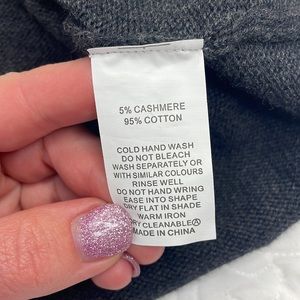 5% CASHMERE
95% COTTON
COLD HAND WASH
DO NOT BLEACH
WASH SEPARATELY OR
WITH SIMILAR COLOURS
RINSE WELL
DO NOT HAND WRING
EASE INTO SHAPE
DRY FLAT IN SHADE
WARM IRON
DRY CLEANABLE Ⓐ
MADE IN CHINA